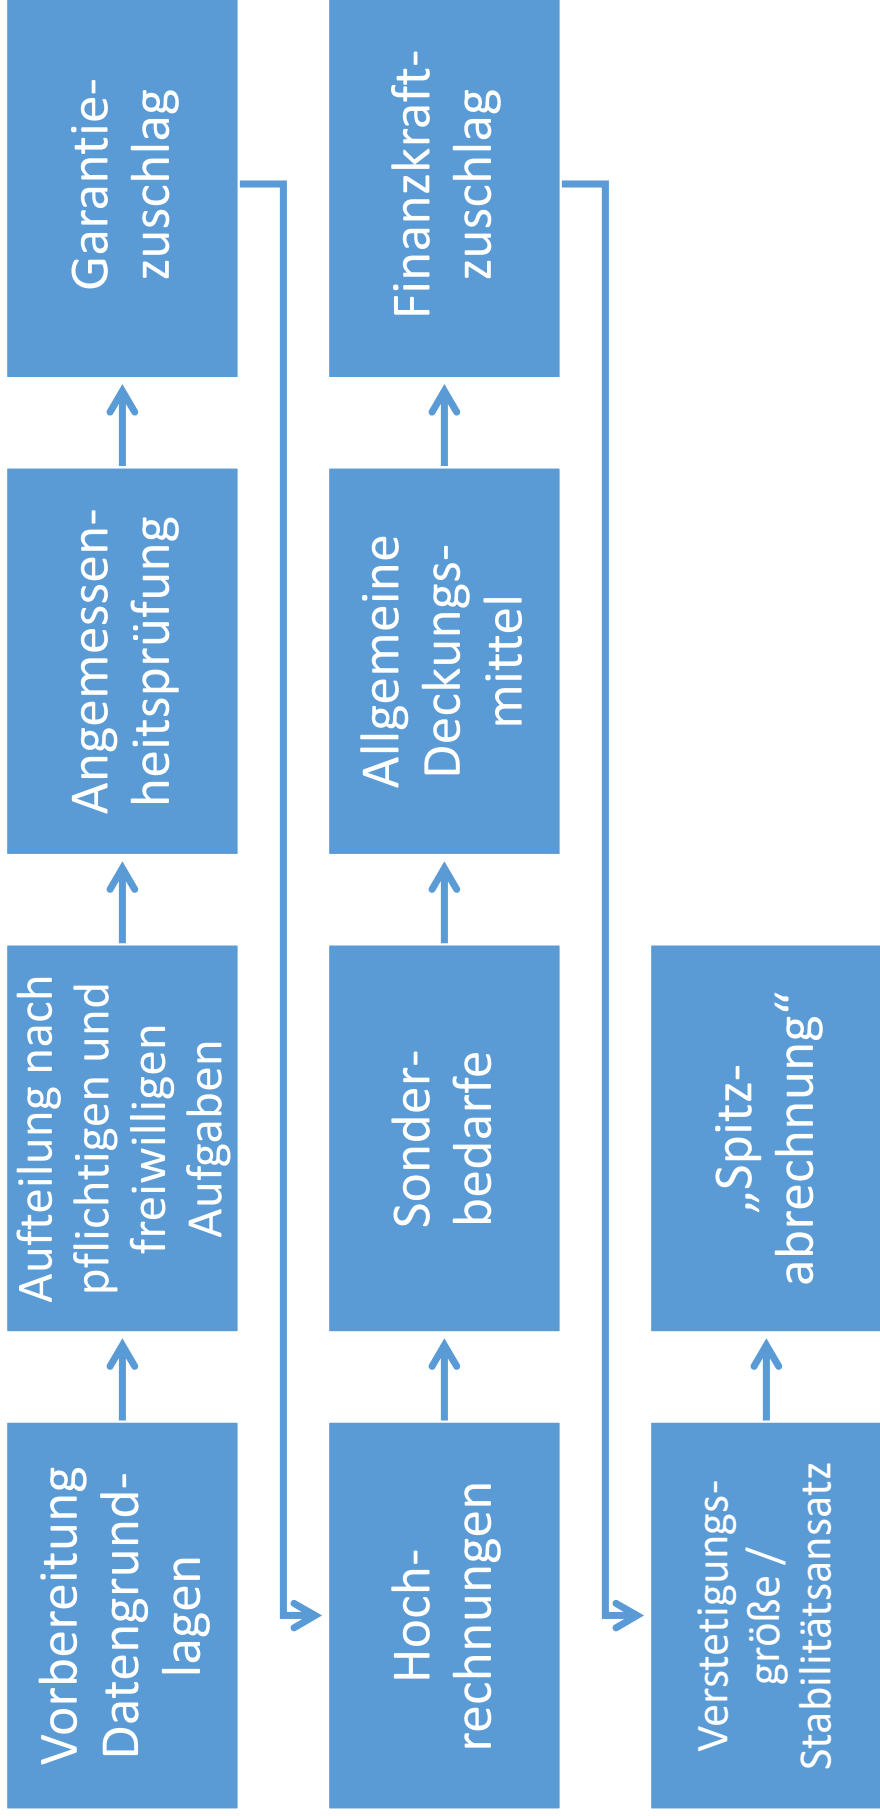 Vorbereitung
Datengrund-
lagen
Aufteilung nach
pflichtigen und
freiwilligen
Aufgaben
Angemessen-
heitsprüfung
Garantie-
zuschlag
Hoch-
rechnungen
Sonder-
bedarfe
Allgemeine
Deckungs-
mittel
Finanzkraft-
zuschlag
Verstetigungs-
größe /
Stabilitätsansatz
„Spitz-
abrechnung“